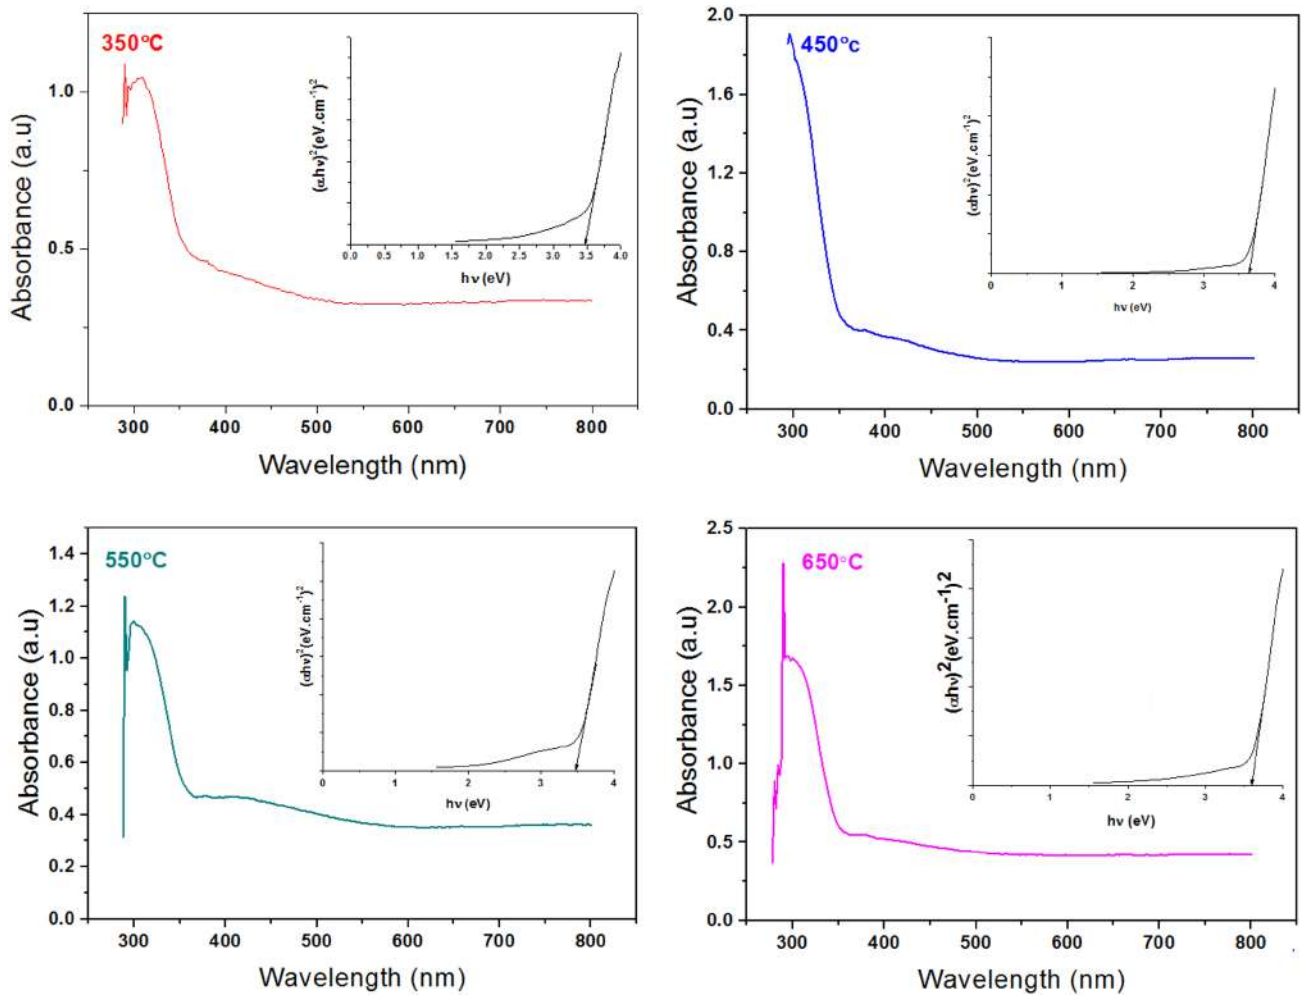 350°C
Absorbance (a.u)
1.0
0.5
0.0
300 400 500 600 700 800
Wavelength (nm)
(αhν)²(eV.cm⁻¹)²
0.0 0.5 1.0 1.5 2.0 2.5 3.0 3.5 4.0
hν (eV)
450°c
Absorbance (a.u)
2.0
1.6
1.2
0.8
0.4
0.0
300 400 500 600 700 800
Wavelength (nm)
(αhν)²(eV.cm⁻¹)²
0 1 2 3 4
hν (eV)
550°C
Absorbance (a.u)
1.4
1.2
1.0
0.8
0.6
0.4
0.2
0.0
300 400 500 600 700 800
Wavelength (nm)
(αhν)²(eV.cm⁻¹)²
0 1 2 3 4
hν (eV)
650°C
Absorbance (a.u)
2.5
2.0
1.5
1.0
0.5
0.0
300 400 500 600 700 800
Wavelength (nm)
(αhν)2(eV.cm⁻¹)2
0 1 2 3 4
hν (eV)